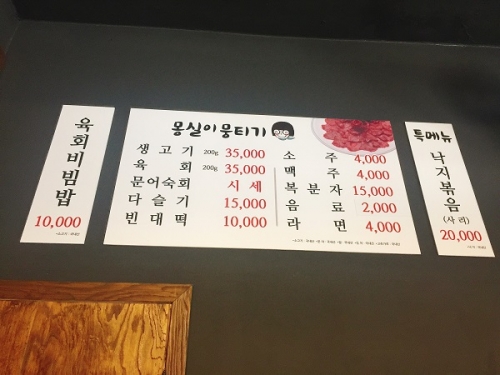 육회비빔밥
10,000
몽실이뭉티기
생고기 200g 35,000
육회 200g 35,000
문어숙회 시세
다슬기 15,000
빈대떡 10,000
소주 4,000
맥주 4,000
복분자 15,000
음료 2,000
라면 4,000
특메뉴
낙지볶음
(사리)
20,000